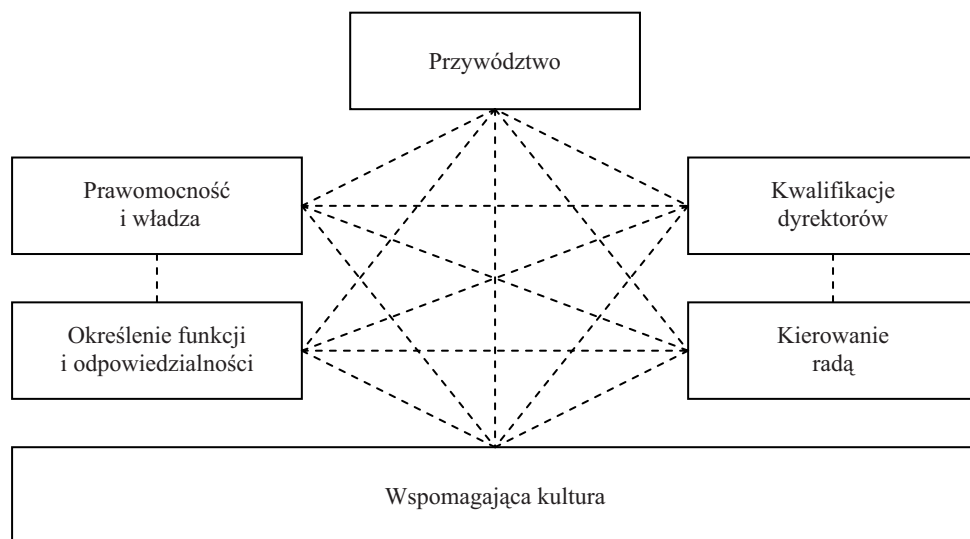 Przywództwo
Prawomocność
i władza
Kwalifikacje
dyrektorów
Określenie funkcji
i odpowiedzialności
Kierowanie
radą
Wspomagająca kultura